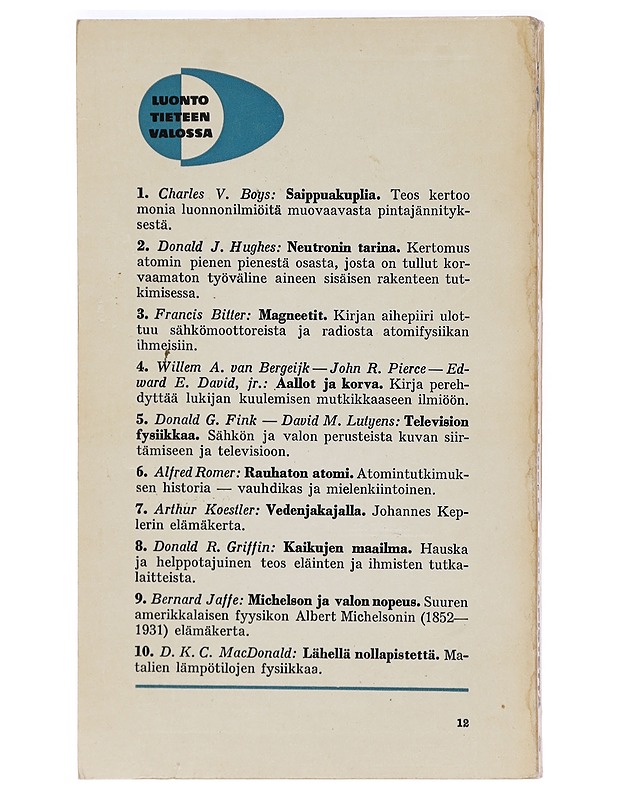 LUONTO
TIETEEN
VALOSSA
1. Charles V. Boys: Saippuakuplia. Teos kertoo
monia luonnonilmiöitä muovaavasta pintajännityk-
sestä.
2. Donald J. Hughes: Neutronin tarina. Kertomus
atomin pienen pienestä osasta, josta on tullut kor-
vaamaton työväline aineen sisäisen rakenteen tut-
kimisessa.
3. Francis Bitter: Magneetit. Kirjan aihepiiri ulot-
tuu sähkömoottoreista ja radiosta atomifysiikan
ihmeisiin.
4. Willem A. van Bergeijk — John R. Pierce — Ed-
ward E. David, jr.: Aallot ja korva. Kirja pereh-
dyttää lukijan kuulemisen mutkikkaaseen ilmiöön.
5. Donald G. Fink — David M. Lutyens: Television
fysiikkaa. Sähkön ja valon perusteista kuvan siir-
tämiseen ja televisioon.
6. Alfred Romer: Rauhaton atomi. Atomintutkimuk-
sen historia — vauhdikas ja mielenkiintoinen.
7. Arthur Koestler: Vedenjakajalla. Johannes Kep-
lerin elämäkerta.
8. Donald R. Griffin: Kaikujen maailma. Hauska
ja helppotajuinen teos eläinten ja ihmisten tutka-
laitteista.
9. Bernard Jaffe: Michelson ja valon nopeus. Suuren
amerikkalaisen fyysikon Albert Michelsonin (1852—
1931) elämäkerta.
10. D. K. C. MacDonald: Lähellä nollapistettä. Ma-
talien lämpötilojen fysiikkaa.
12